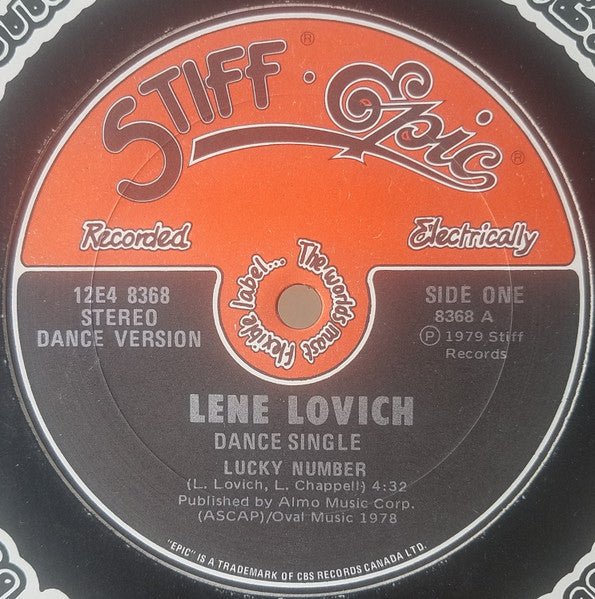 STIFF® · Epic®
Recorded
Electrically
The world's most
flexible label...
12E4 8368
STEREO
DANCE VERSION
SIDE ONE
8368 A
℗ 1979 Stiff
Records
LENE LOVICH
DANCE SINGLE
LUCKY NUMBER
(L. Lovich, L. Chappell) 4:32
Published by Almo Music Corp.
(ASCAP)/Oval Music 1978
"EPIC" IS A TRADEMARK OF CBS RECORDS CANADA LTD.